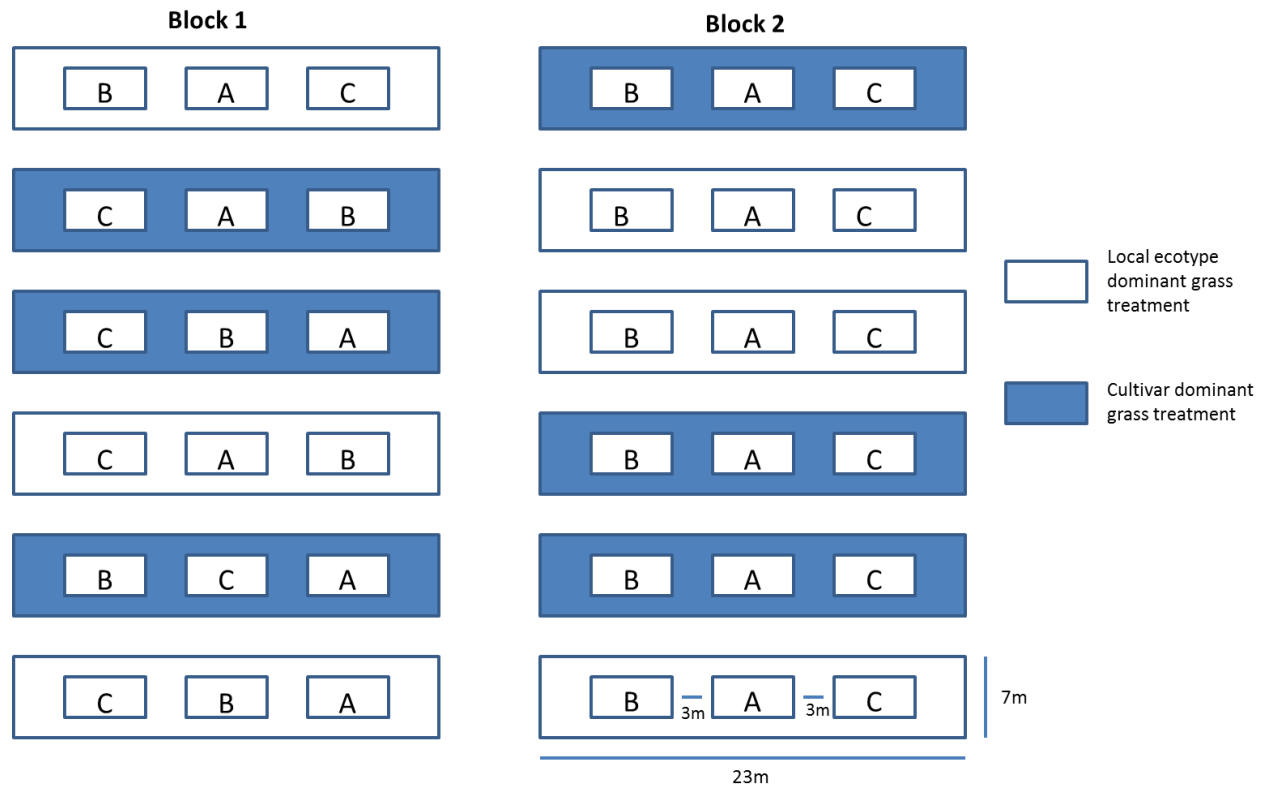 Block 1
Block 2
B A C
B A C
C A B
B A C
Local ecotype
dominant grass
treatment
C B A
B A C
Cultivar dominant
grass treatment
C A B
B A C
B C A
B A C
C B A
B A C
3m 3m
7m
23m